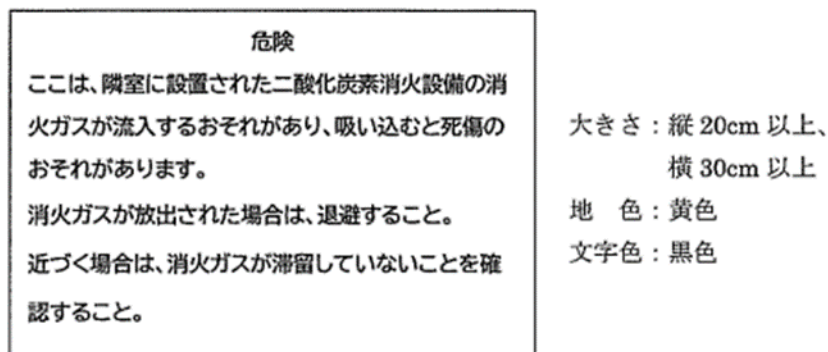 危険
ここは、隣室に設置された二酸化炭素消火設備の消
火ガスが流入するおそれがあり、吸い込むと死傷の
おそれがあります。
消火ガスが放出された場合は、退避すること。
近づく場合は、消火ガスが滞留していないことを確
認すること。
大きさ：縦 20cm 以上、
横 30cm 以上
地　色：黄色
文字色：黒色